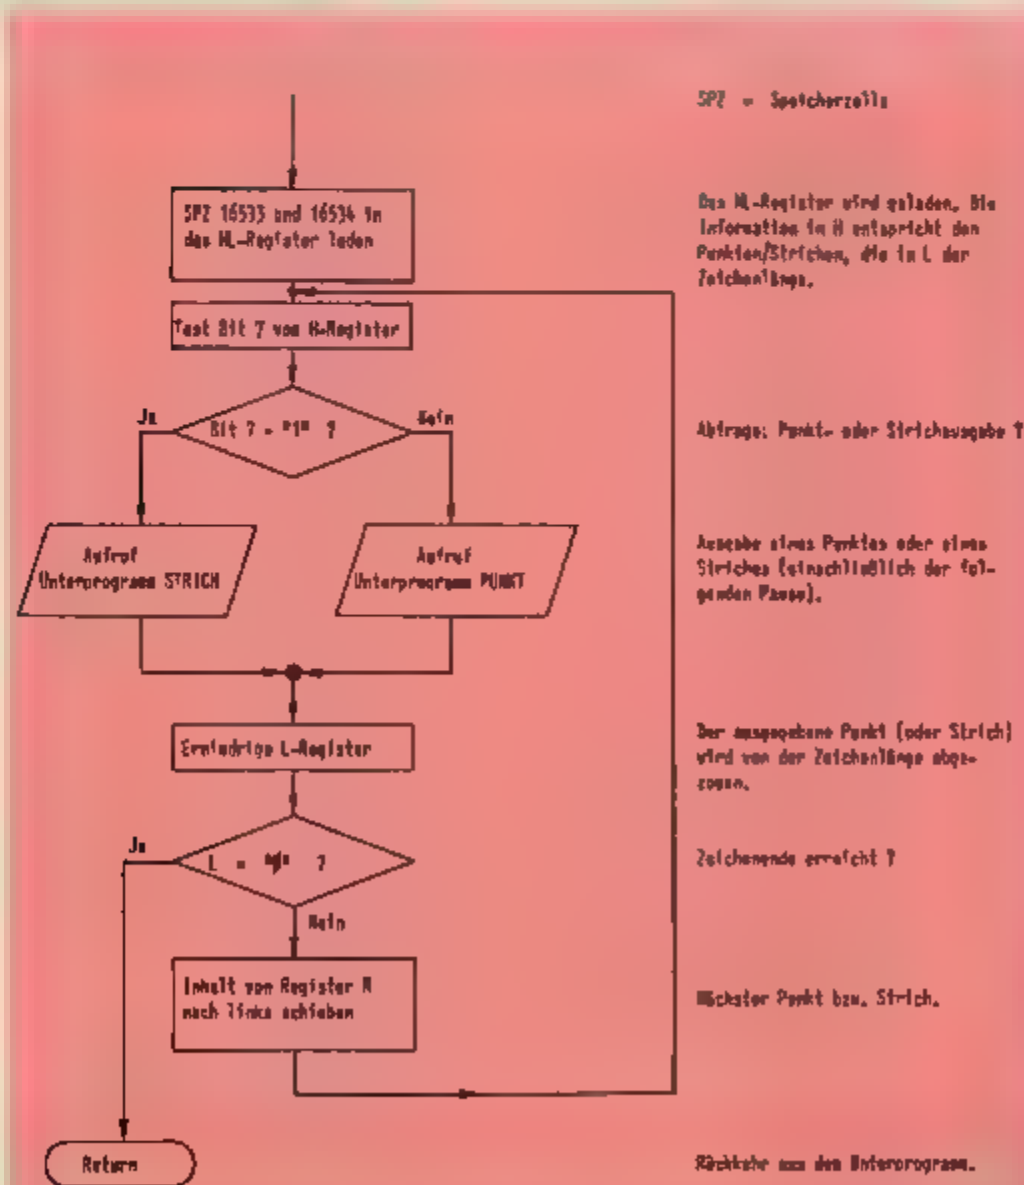 SPZ = Speicherzelle
SPZ 16533 und 16534 in
das HL-Register laden
Das HL-Register wird geladen. Die
Information in H entspricht den
Punkten/Strichen, die in L der
Zeichenlänge.
Test Bit 7 vom H-Register
Ja
Nein
Bit 7 = "1" ?
Abfrage: Punkt- oder Strichausgabe ?
Aufruf
Unterprogramm STRICH
Aufruf
Unterprogramm PUNKT
Ausgabe eines Punktes oder eines
Striches (einschließlich der fol-
genden Pause).
Erniedrige L-Register
Der ausgegebene Punkt (oder Strich)
wird von der Zeichenlänge abge-
zogen.
Ja
L = "0" ?
Zeichenende erreicht ?
Nein
Inhalt von Register H
nach links schieben
Nächster Punkt bzw. Strich.
Return
Rückkehr aus dem Unterprogramm.